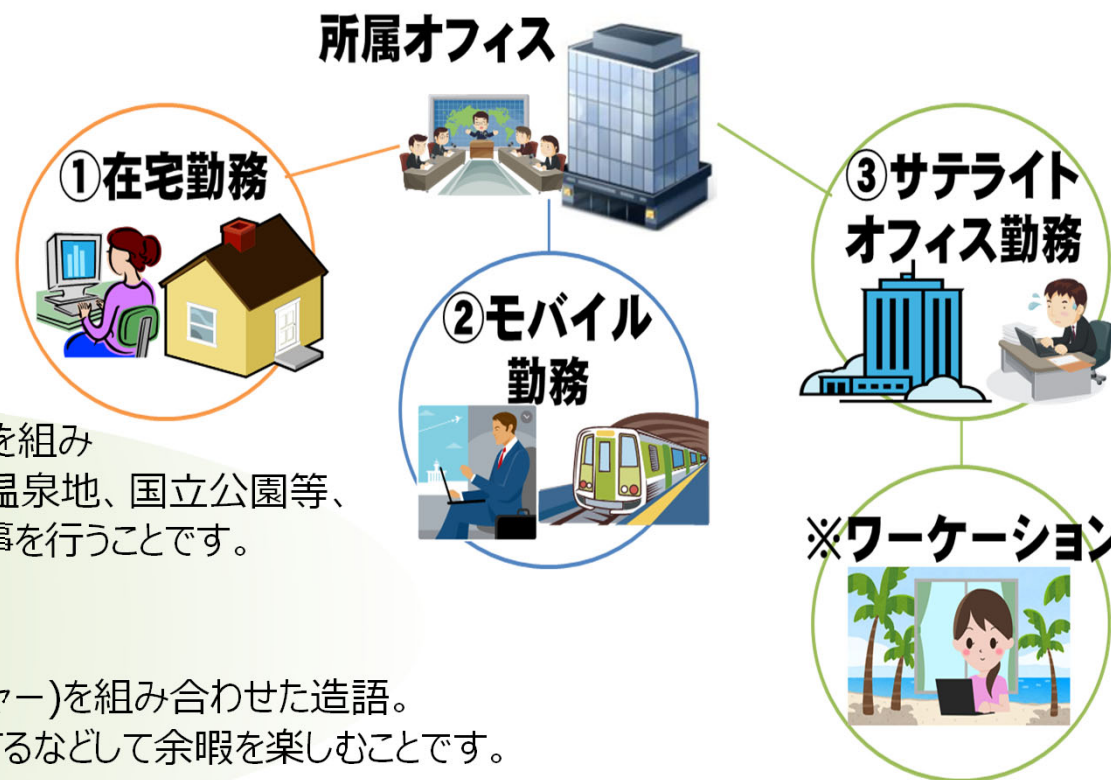 所属オフィス
①在宅勤務
②モバイル
勤務
③サテライト
オフィス勤務
※ワーケーション
を組み
温泉地、国立公園等、
事を行うことです。
ャー)を組み合わせた造語。
するなどして余暇を楽しむことです。